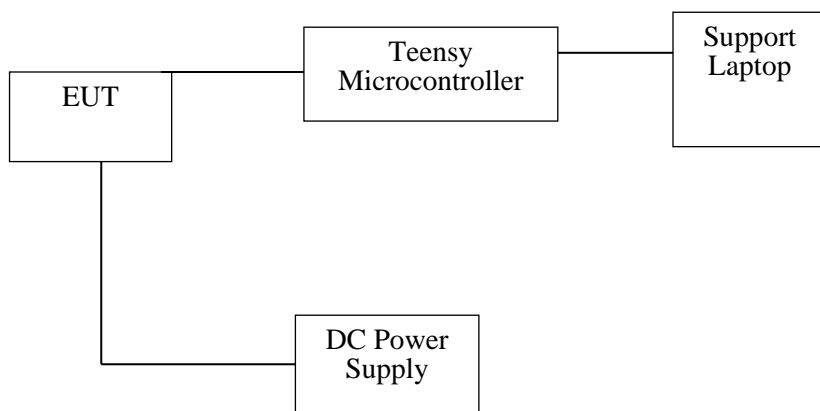 Teensy
Microcontroller
Support
Laptop
EUT
DC Power
Supply